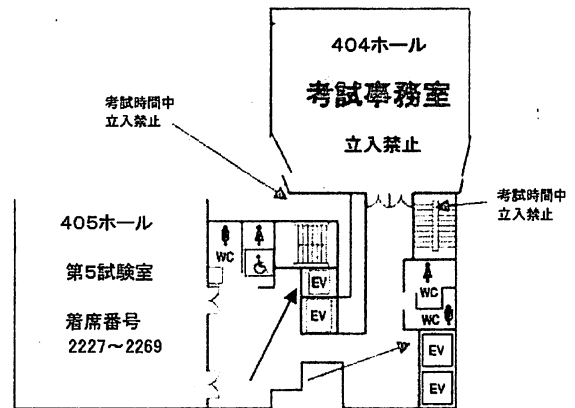 404ホール
考試事務室
立入禁止
考試時間中
立入禁止
考試時間中
立入禁止
405ホール
第5試験室
着席番号
2227～2269
WC
EV
EV
WC
WC
EV
EV